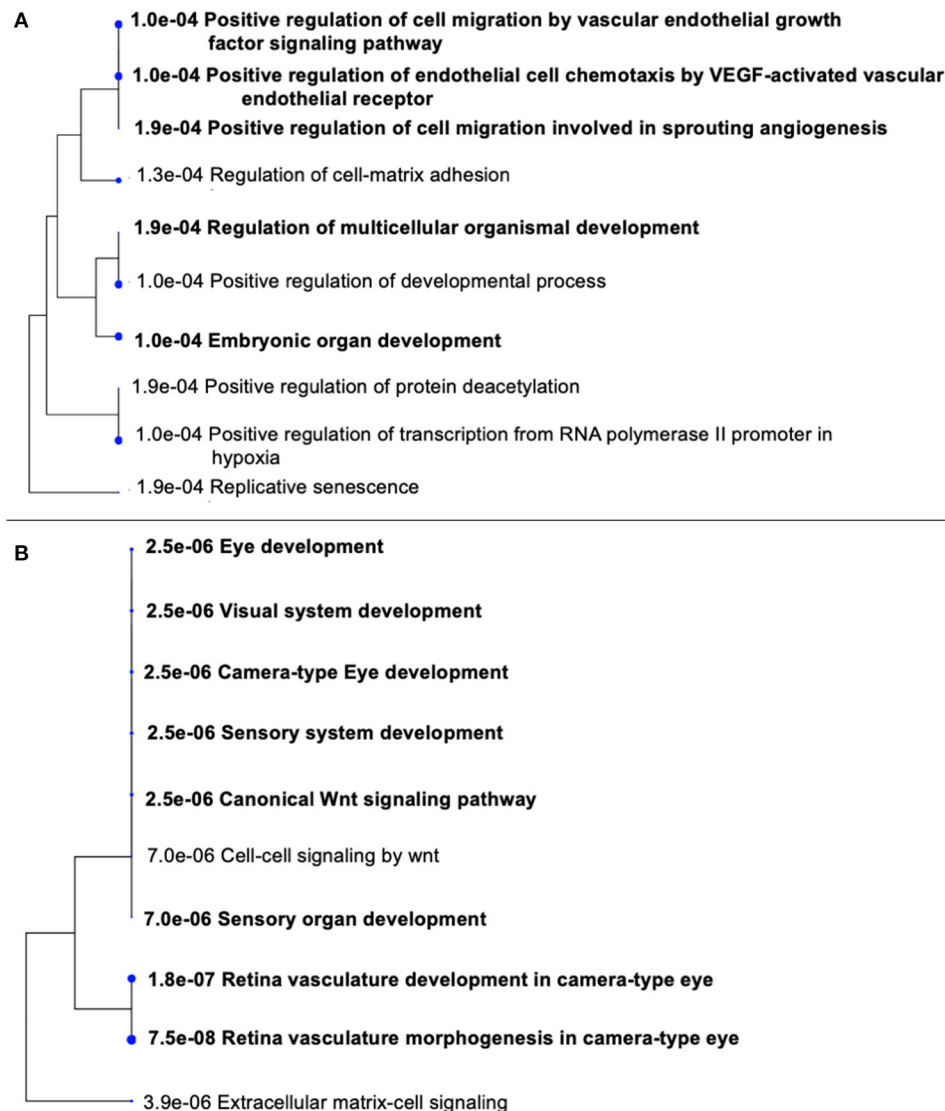 A
1.0e-04 Positive regulation of cell migration by vascular endothelial growth
factor signaling pathway
1.0e-04 Positive regulation of endothelial cell chemotaxis by VEGF-activated vascular
endothelial receptor
1.9e-04 Positive regulation of cell migration involved in sprouting angiogenesis
1.3e-04 Regulation of cell-matrix adhesion
1.9e-04 Regulation of multicellular organismal development
1.0e-04 Positive regulation of developmental process
1.0e-04 Embryonic organ development
1.9e-04 Positive regulation of protein deacetylation
1.0e-04 Positive regulation of transcription from RNA polymerase II promoter in
hypoxia
1.9e-04 Replicative senescence
B
2.5e-06 Eye development
2.5e-06 Visual system development
2.5e-06 Camera-type Eye development
2.5e-06 Sensory system development
2.5e-06 Canonical Wnt signaling pathway
7.0e-06 Cell-cell signaling by wnt
7.0e-06 Sensory organ development
1.8e-07 Retina vasculature development in camera-type eye
7.5e-08 Retina vasculature morphogenesis in camera-type eye
3.9e-06 Extracellular matrix-cell signaling